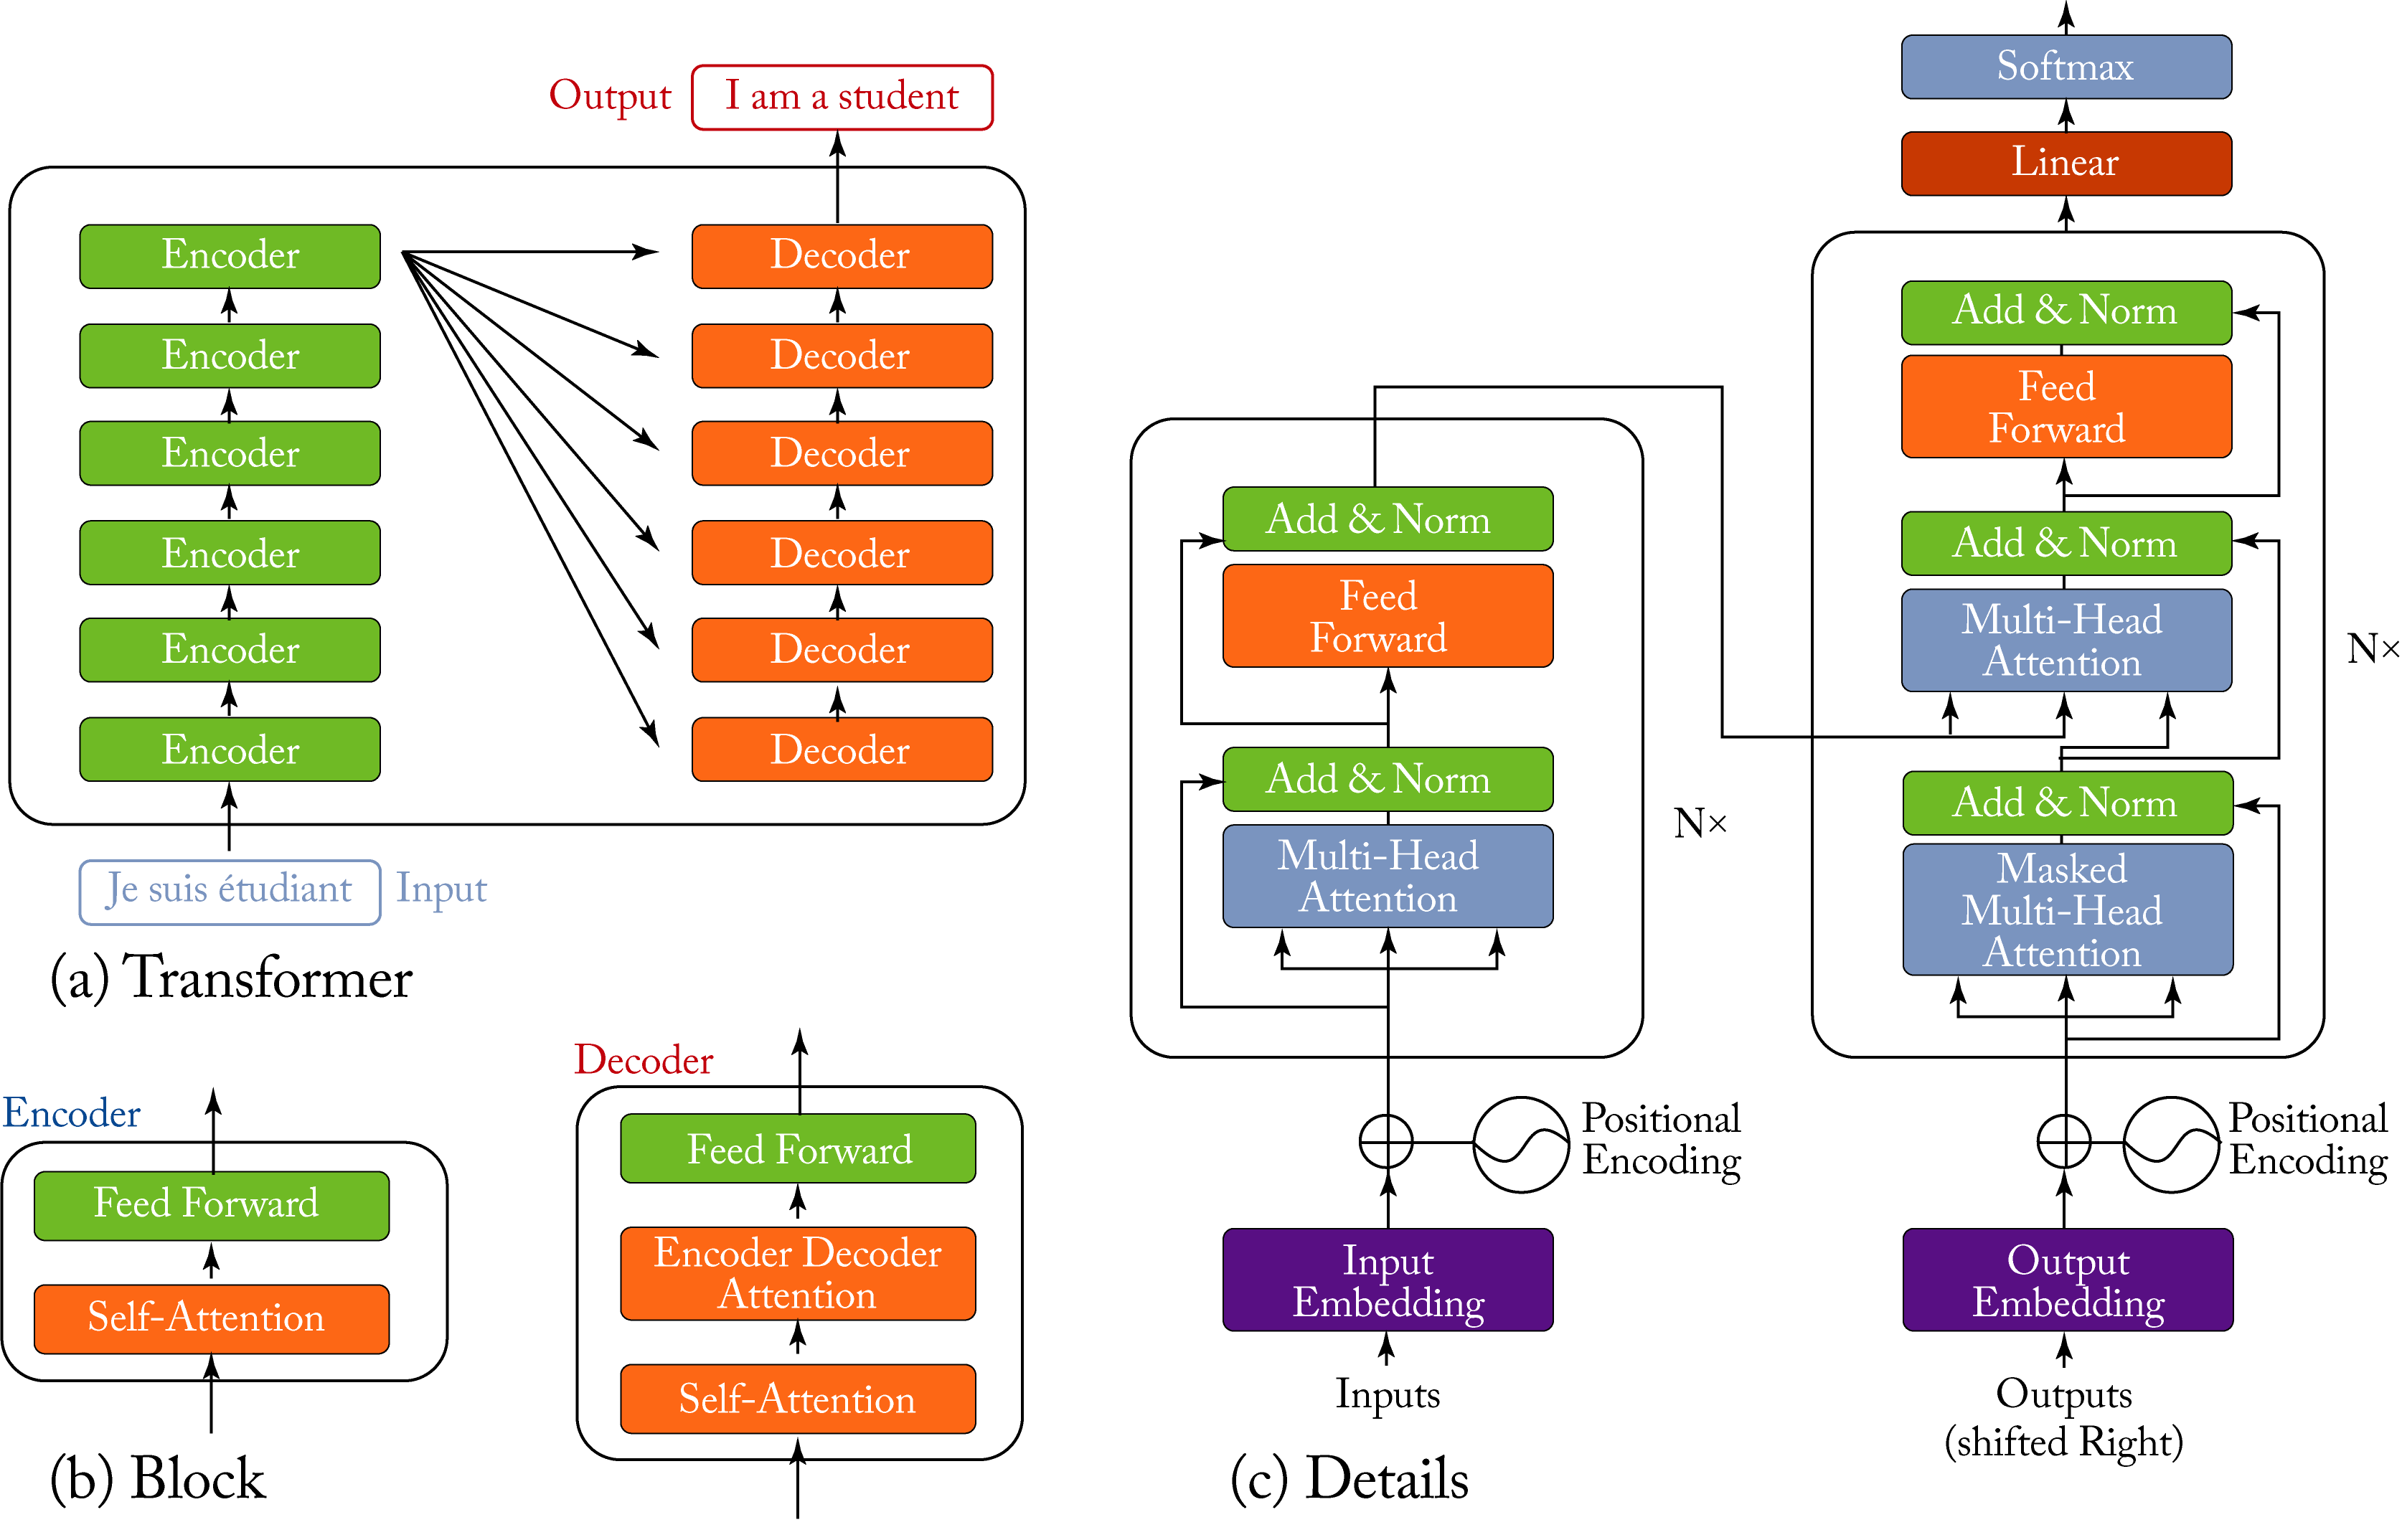 Output
I am a student
Encoder
Encoder
Encoder
Encoder
Encoder
Encoder
Decoder
Decoder
Decoder
Decoder
Decoder
Decoder
Je suis étudiant
Input
(a) Transformer
Encoder
Feed Forward
Self-Attention
Decoder
Feed Forward
Encoder Decoder
Attention
Self-Attention
(b) Block
Add & Norm
Feed
Forward
Add & Norm
Multi-Head
Attention
N×
Positional
Encoding
Input
Embedding
Inputs
Softmax
Linear
Add & Norm
Feed
Forward
Add & Norm
Multi-Head
Attention
N×
Add & Norm
Masked
Multi-Head
Attention
Positional
Encoding
Output
Embedding
Outputs
(shifted Right)
(c) Details